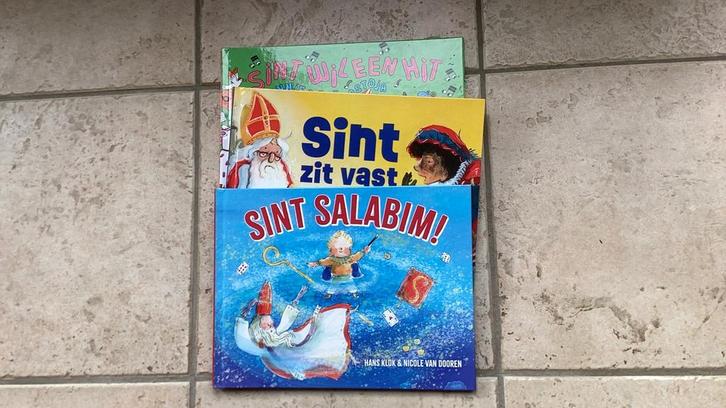 SINT WIL EEN HIT
Sint
zit vast
SINT SALABIM!
S
HANS KLOK & NICOLE VAN DOOREN